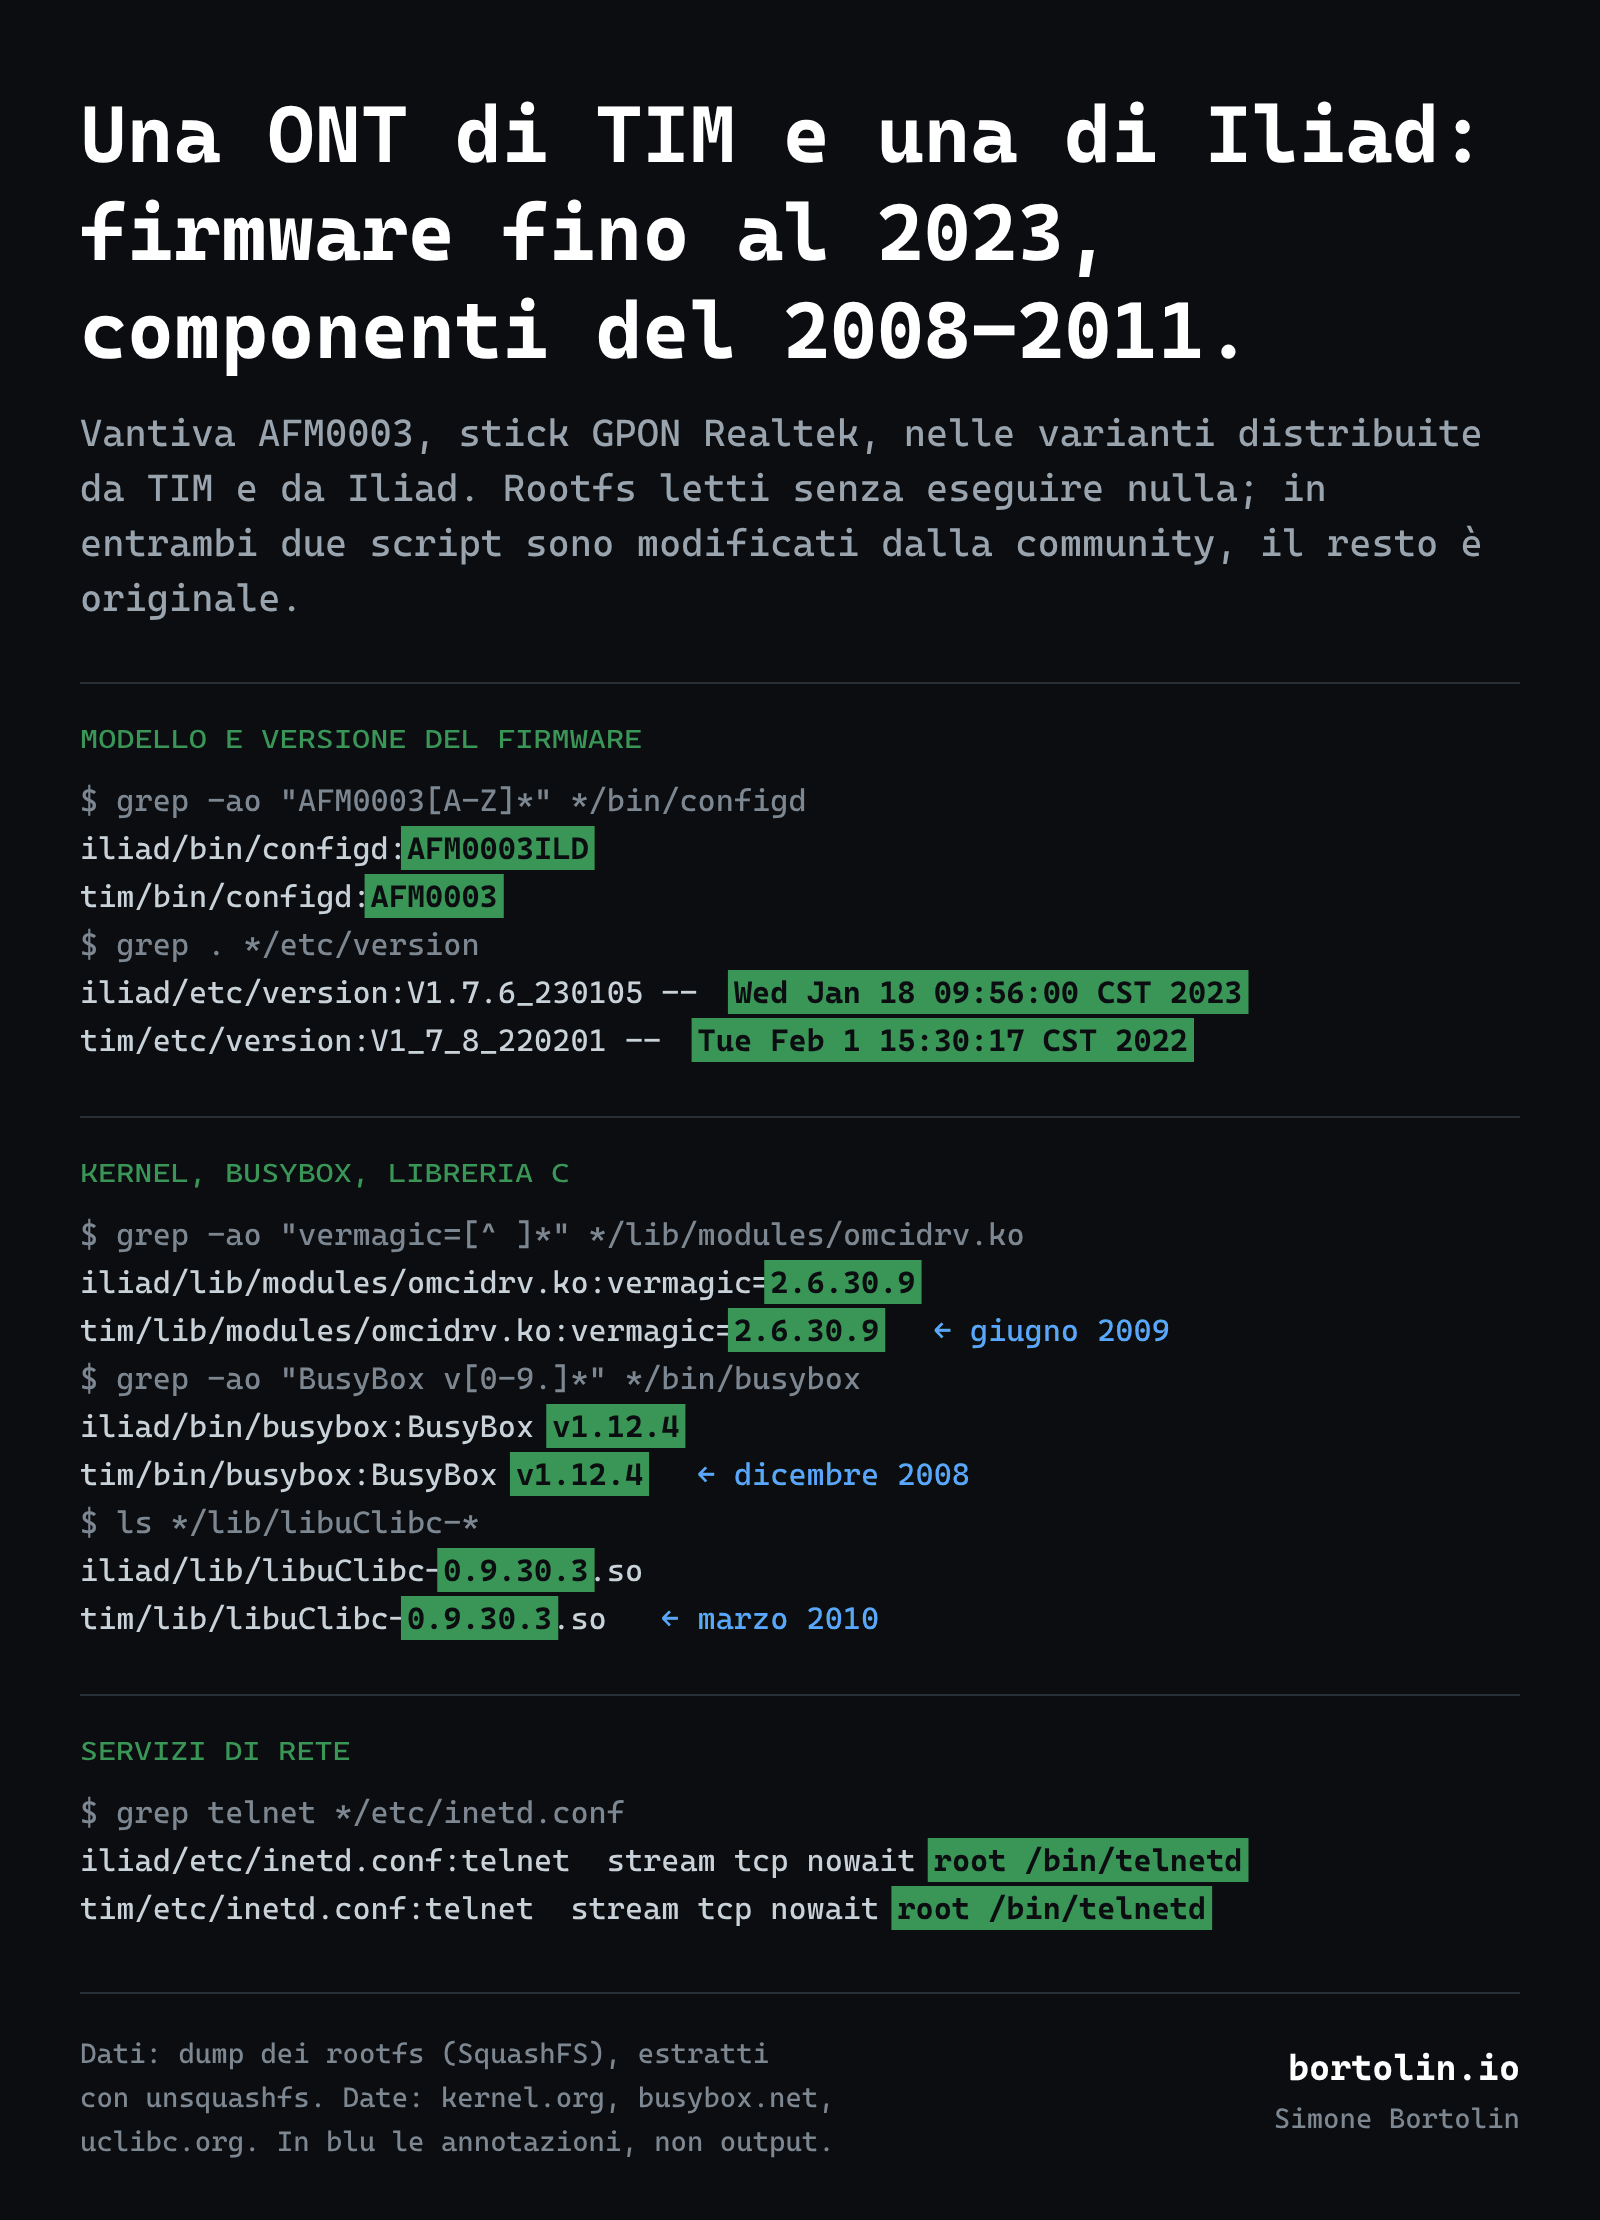 Una ONT di TIM e una di Iliad:
firmware fino al 2023,
componenti del 2008–2011.
Vantiva AFM0003, stick GPON Realtek, nelle varianti distribuite
da TIM e da Iliad. Rootfs letti senza eseguire nulla; in
entrambi due script sono modificati dalla community, il resto è
originale.
MODELLO E VERSIONE DEL FIRMWARE
$ grep -ao "AFM0003[A-Z]*" */bin/configd
iliad/bin/configd:AFM0003ILD
tim/bin/configd:AFM0003
$ grep . */etc/version
iliad/etc/version:V1.7.6_230105 --  Wed Jan 18 09:56:00 CST 2023
tim/etc/version:V1_7_8_220201 --  Tue Feb 1 15:30:17 CST 2022
KERNEL, BUSYBOX, LIBRERIA C
$ grep -ao "vermagic=[^ ]*" */lib/modules/omcidrv.ko
iliad/lib/modules/omcidrv.ko:vermagic=2.6.30.9
tim/lib/modules/omcidrv.ko:vermagic=2.6.30.9   ← giugno 2009
$ grep -ao "BusyBox v[0-9.]*" */bin/busybox
iliad/bin/busybox:BusyBox v1.12.4
tim/bin/busybox:BusyBox v1.12.4   ← dicembre 2008
$ ls */lib/libuClibc-*
iliad/lib/libuClibc-0.9.30.3.so
tim/lib/libuClibc-0.9.30.3.so   ← marzo 2010
SERVIZI DI RETE
$ grep telnet */etc/inetd.conf
iliad/etc/inetd.conf:telnet  stream tcp nowait root /bin/telnetd
tim/etc/inetd.conf:telnet  stream tcp nowait root /bin/telnetd
Dati: dump dei rootfs (SquashFS), estratti
con unsquashfs. Date: kernel.org, busybox.net,
uclibc.org. In blu le annotazioni, non output.
bortolin.io
Simone Bortolin